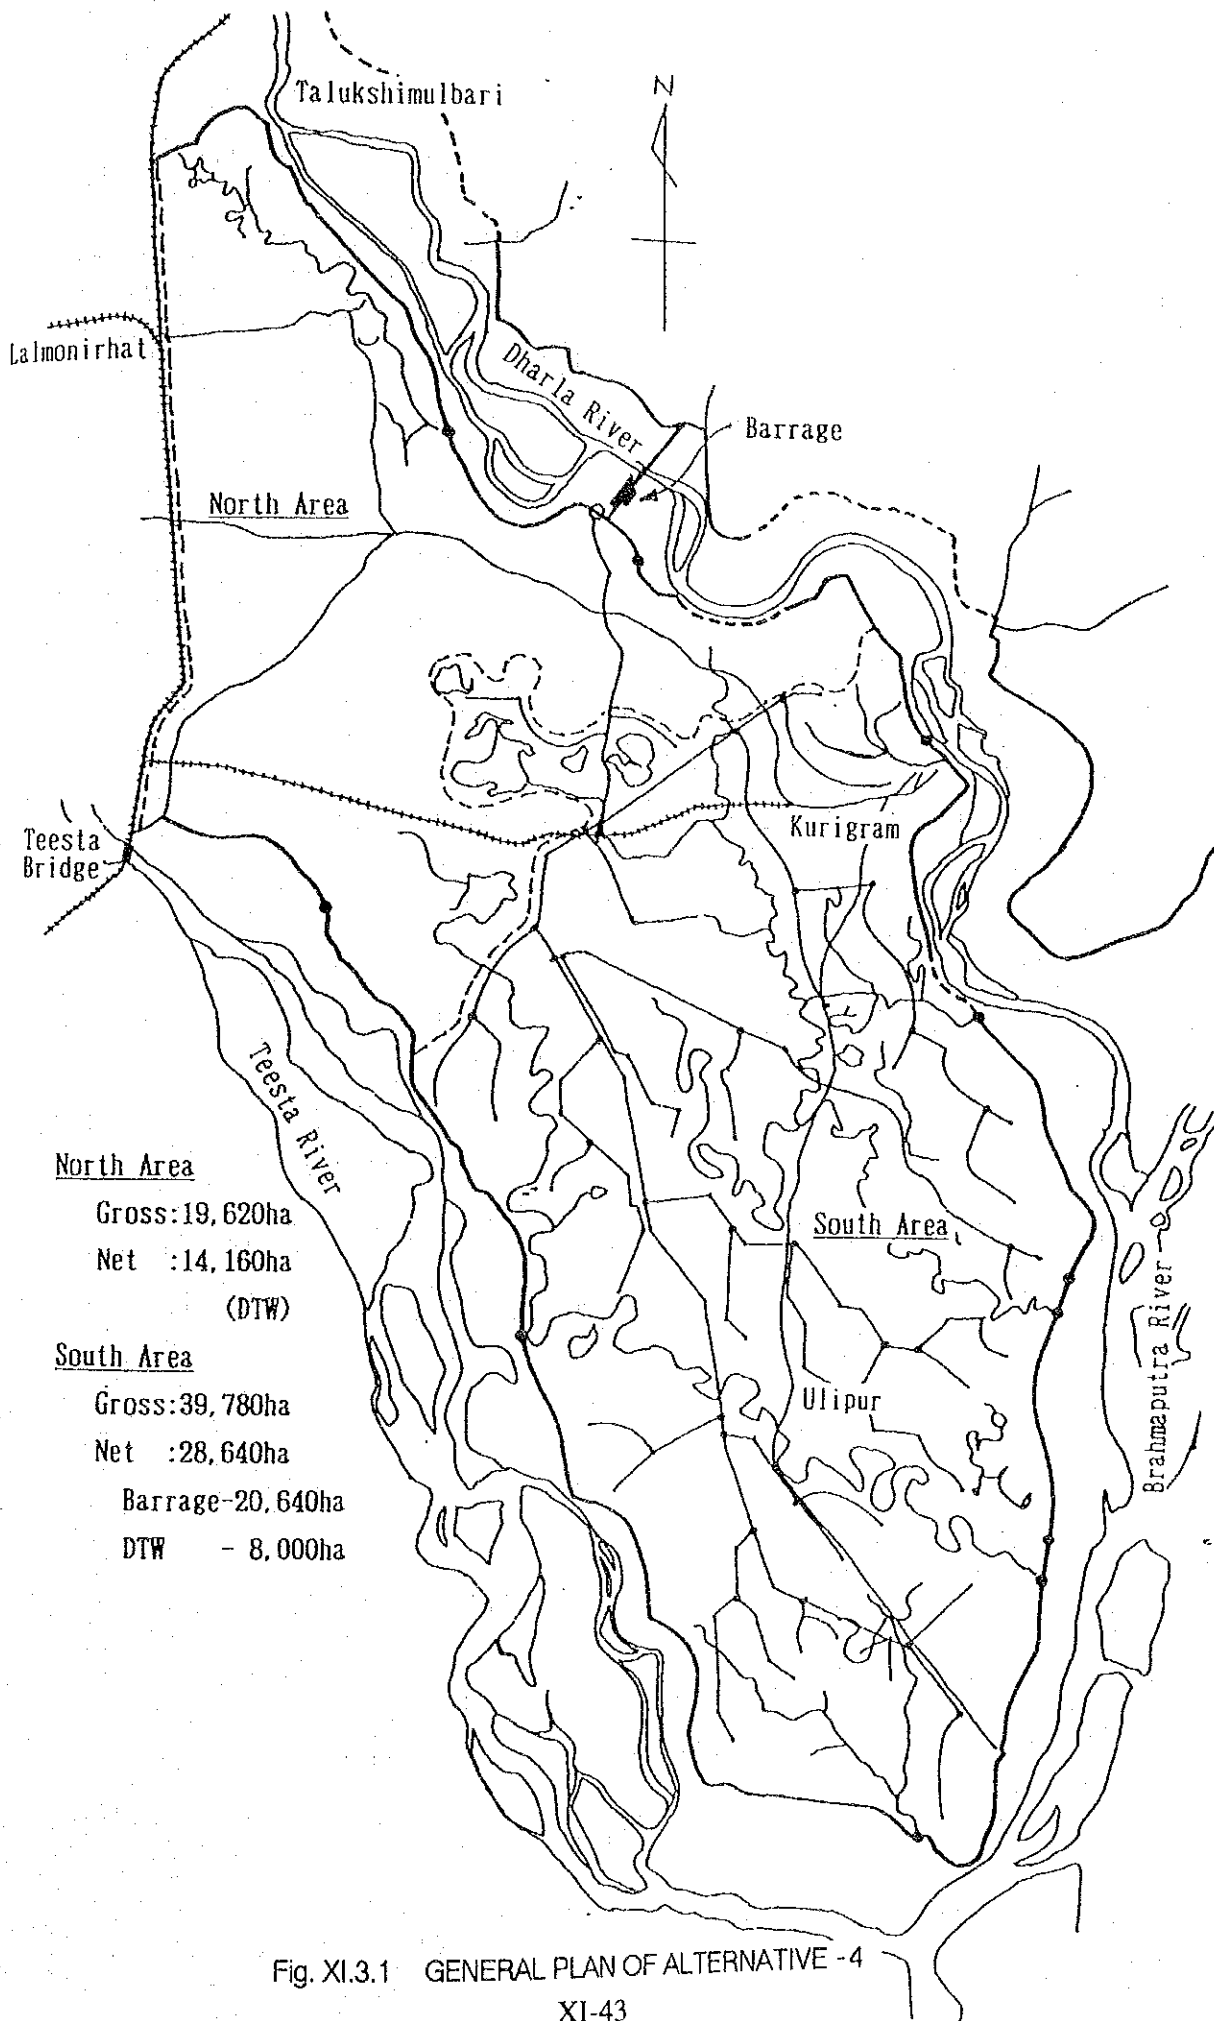 Talukshimulbari
N
Lalmonirhat
Dharla River
Barrage
North Area
Kurigram
Teesta
Bridge
Teesta River
North Area
Gross:19,620ha
Net :14,160ha
(DTW)
South Area
Gross:39,780ha
Net :28,640ha
Barrage-20,640ha
DTW - 8,000ha
South Area
Ulipur
Brahmaputra River
Fig. XI.3.1 GENERAL PLAN OF ALTERNATIVE -4
XI-43